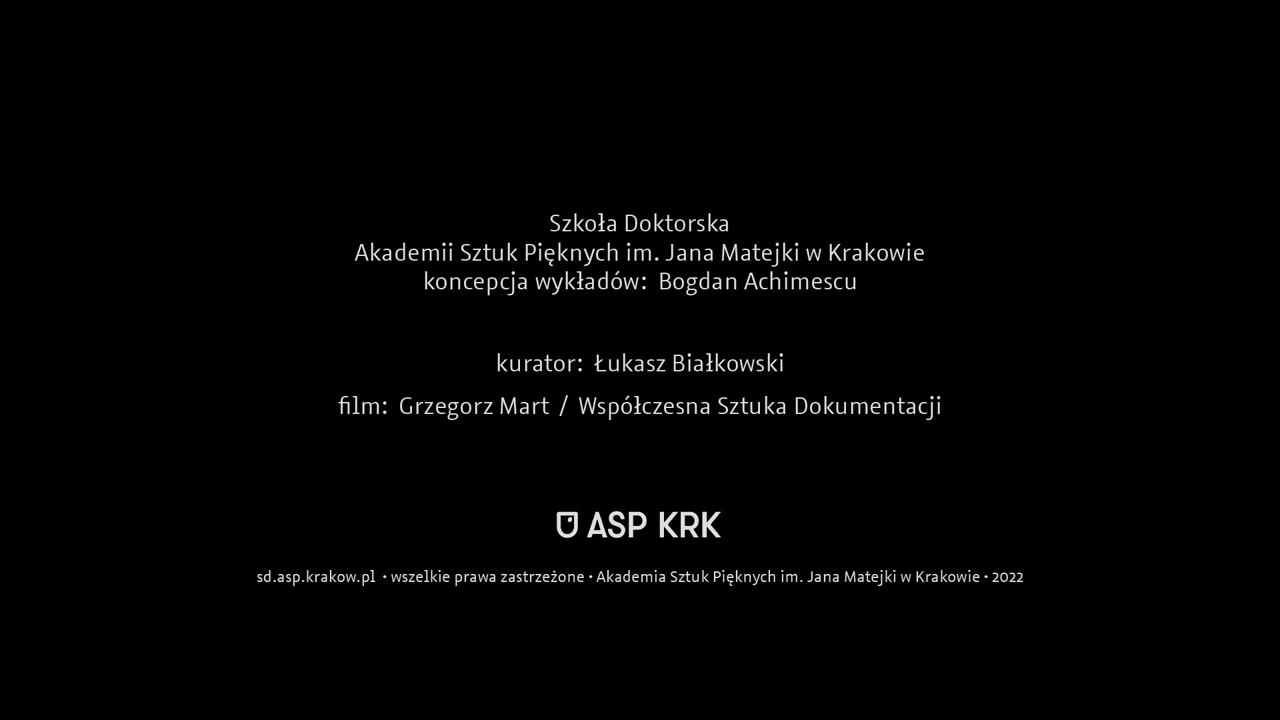 Szkoła Doktorska
Akademii Sztuk Pięknych im. Jana Matejki w Krakowie
koncepcja wykładów: Bogdan Achimescu
kurator: Łukasz Białkowski
film: Grzegorz Mart / Współczesna Sztuka Dokumentacji
ASP KRK
sd.asp.krakow.pl • wszelkie prawa zastrzeżone • Akademia Sztuk Pięknych im. Jana Matejki w Krakowie • 2022